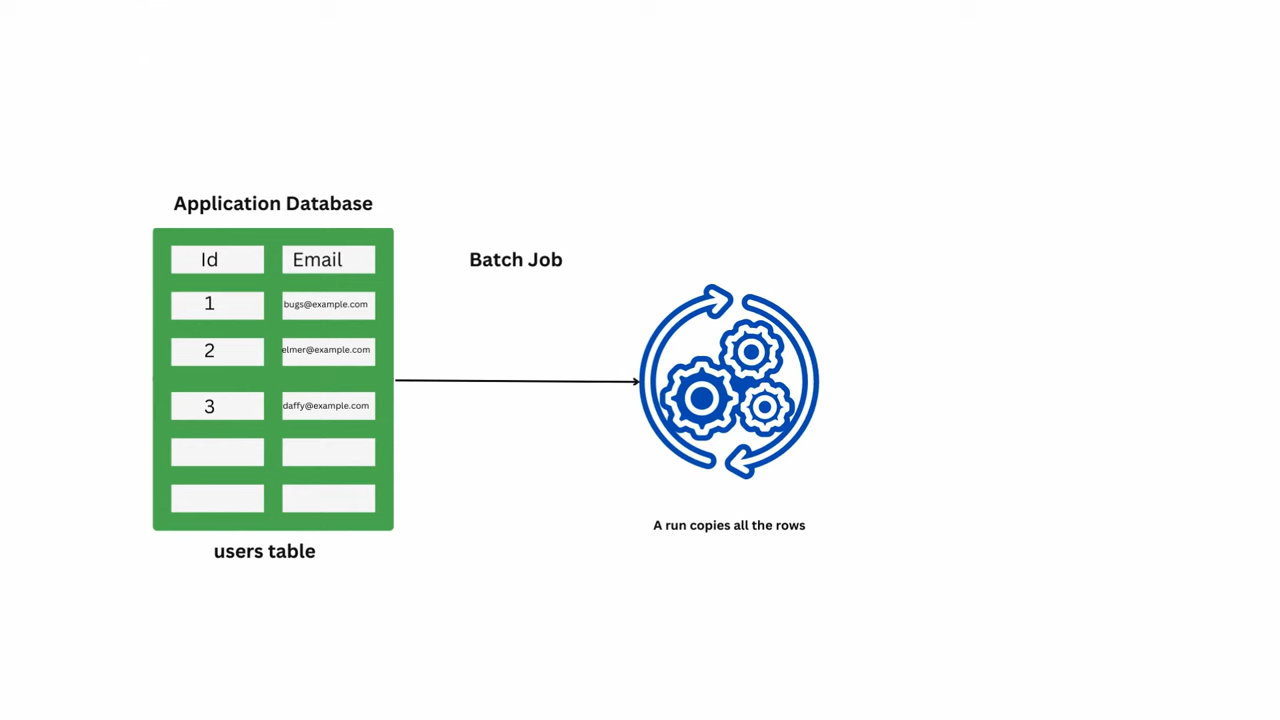 Application Database
Id Email
1 bugs@example.com
2 elmer@example.com
3 daffy@example.com
users table
Batch Job
A run copies all the rows